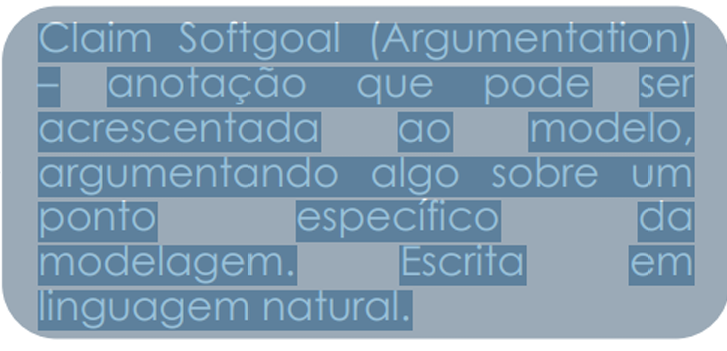 Claim Softgoal (Argumentation)
– anotação que pode ser
acrescentada ao modelo,
argumentando algo sobre um
ponto específico da
modelagem. Escrita em
linguagem natural.